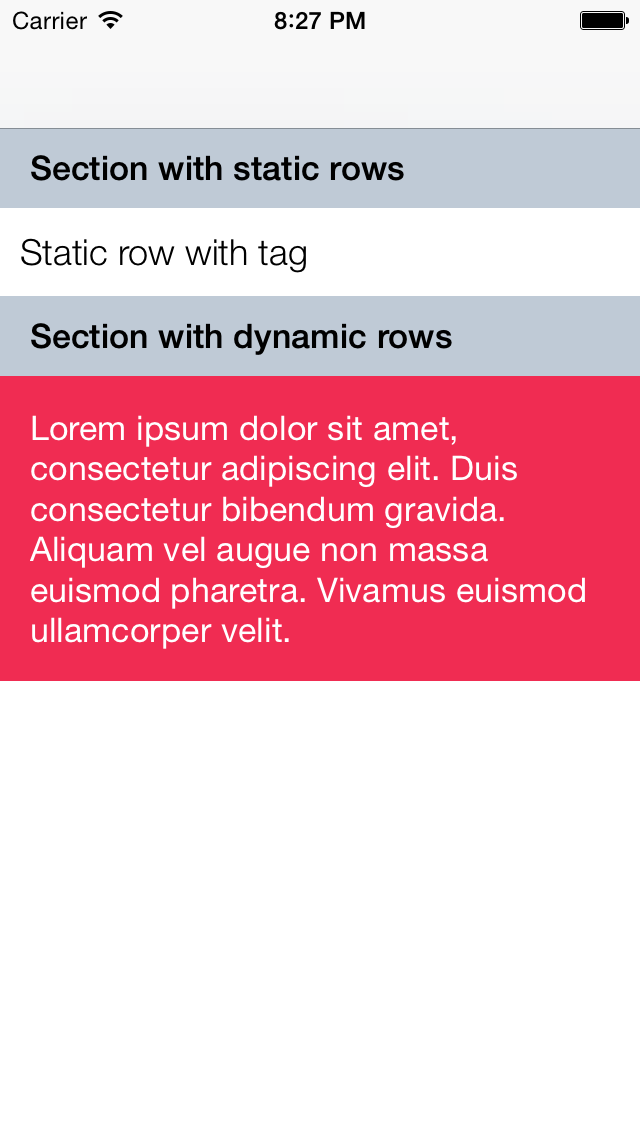 Carrier 8:27 PM
Section with static rows
Static row with tag
Section with dynamic rows
Lorem ipsum dolor sit amet,
consectetur adipiscing elit. Duis
consectetur bibendum gravida.
Aliquam vel augue non massa
euismod pharetra. Vivamus euismod
ullamcorper velit.